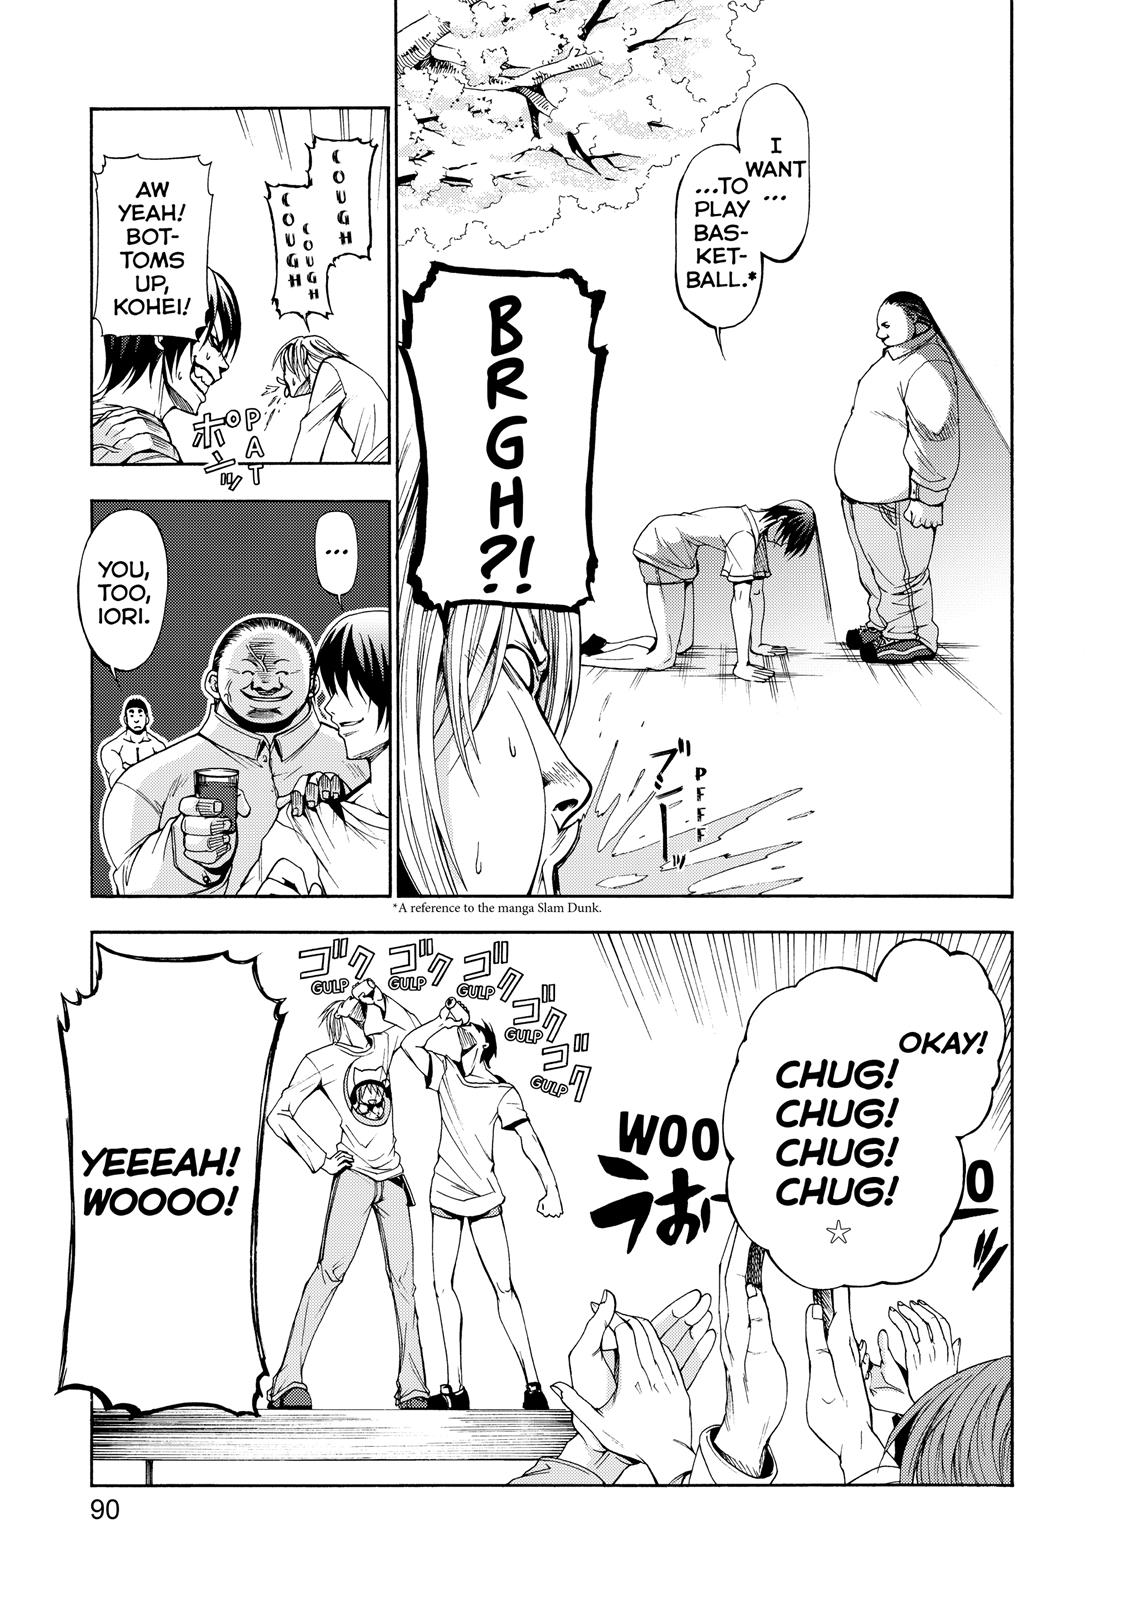 I
WANT
...
...TO
PLAY
BAS-
KET-
BALL.*
BRGH?!
ブーッ
PFFF
COUGH
COUGH
COUGH
AW
YEAH!
BOT-
TOMS
UP,
KOHEI!
ポンッ
PAT
...
YOU,
TOO,
IORI.
*A reference to the manga Slam Dunk.
OKAY!
CHUG!
CHUG!
CHUG!
CHUG!
☆
WOO
O
うおー
ッ
ゴク
GULP
ゴク
GULP
ゴク
GULP
ゴク
GULP
ゴク
GULP
YEEEAH!
WOOOO!
90